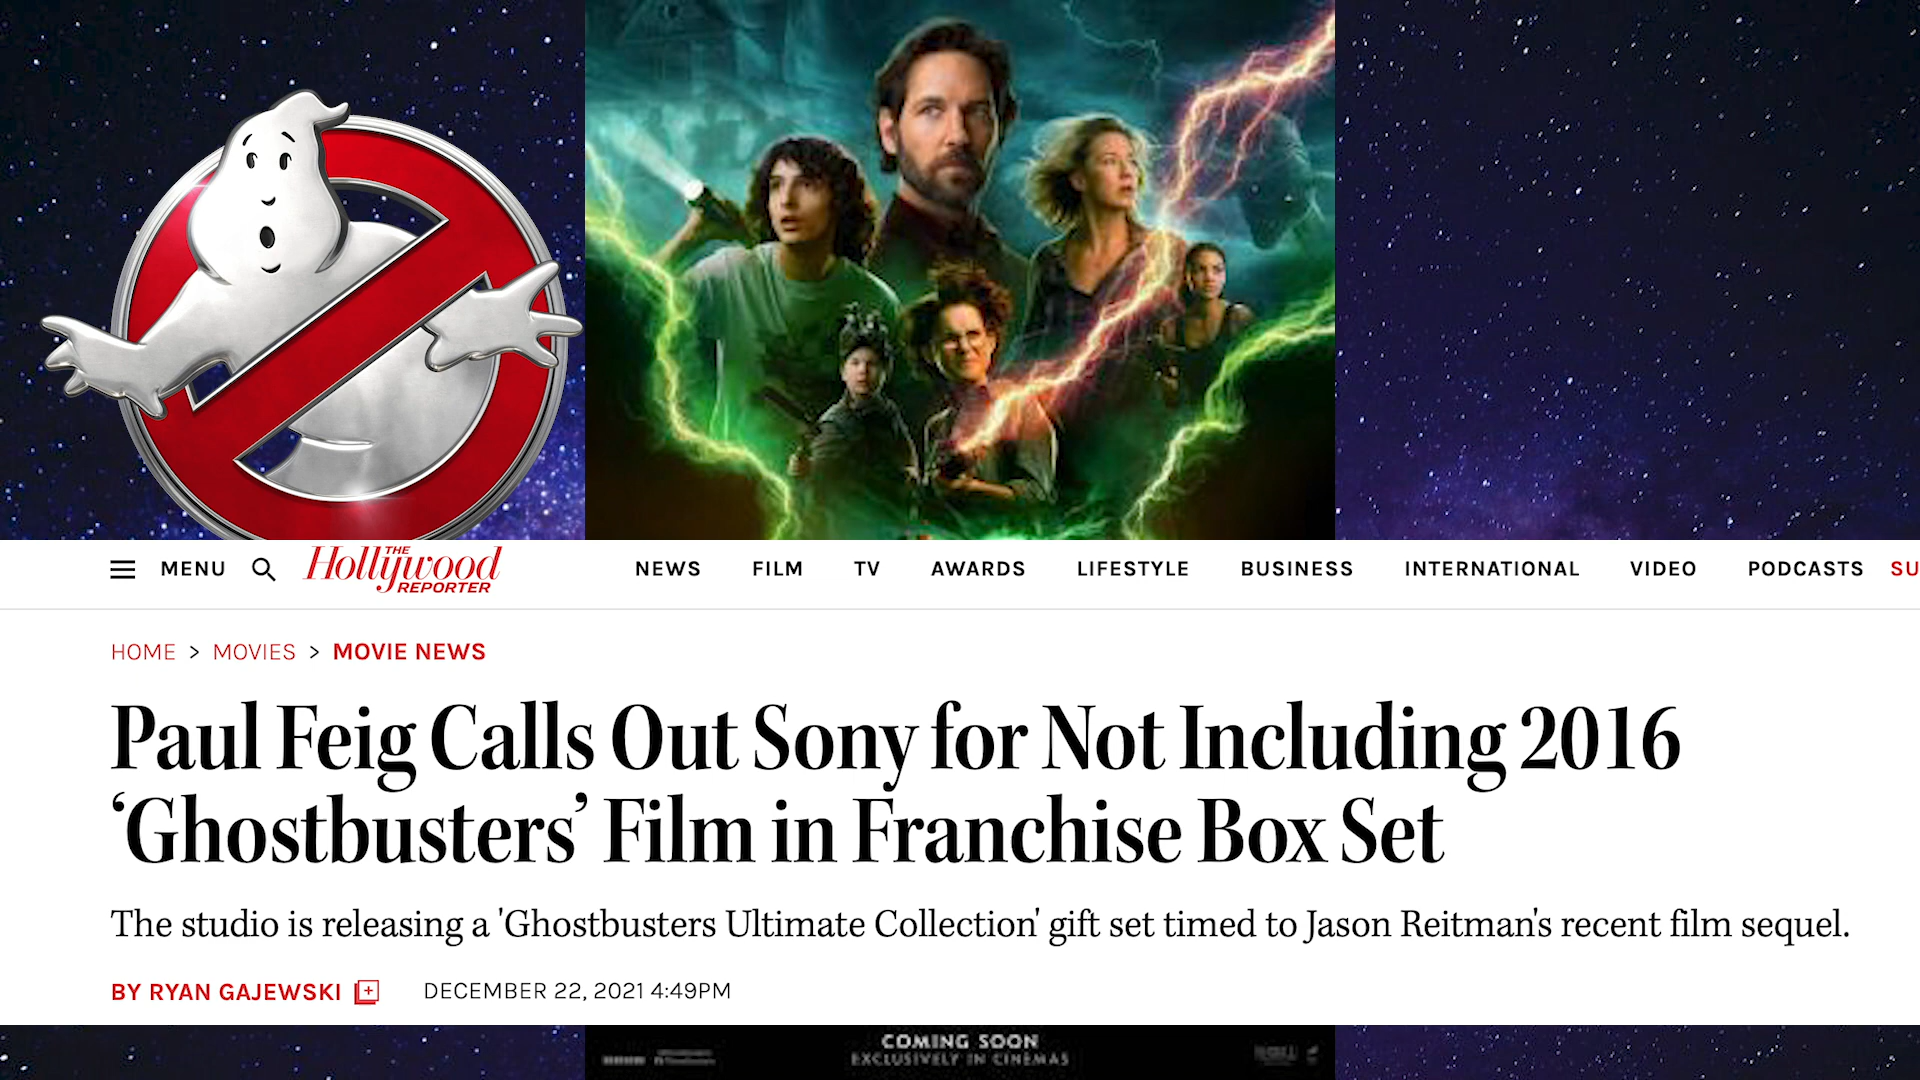 MENU
THE
Hollywood
REPORTER
NEWS FILM TV AWARDS LIFESTYLE BUSINESS INTERNATIONAL VIDEO PODCASTS SU
HOME > MOVIES > MOVIE NEWS
Paul Feig Calls Out Sony for Not Including 2016
‘Ghostbusters’ Film in Franchise Box Set
The studio is releasing a 'Ghostbusters Ultimate Collection' gift set timed to Jason Reitman's recent film sequel.
BY RYAN GAJEWSKI DECEMBER 22, 2021 4:49PM
COMING SOON
EXCLUSIVELY IN CINEMAS